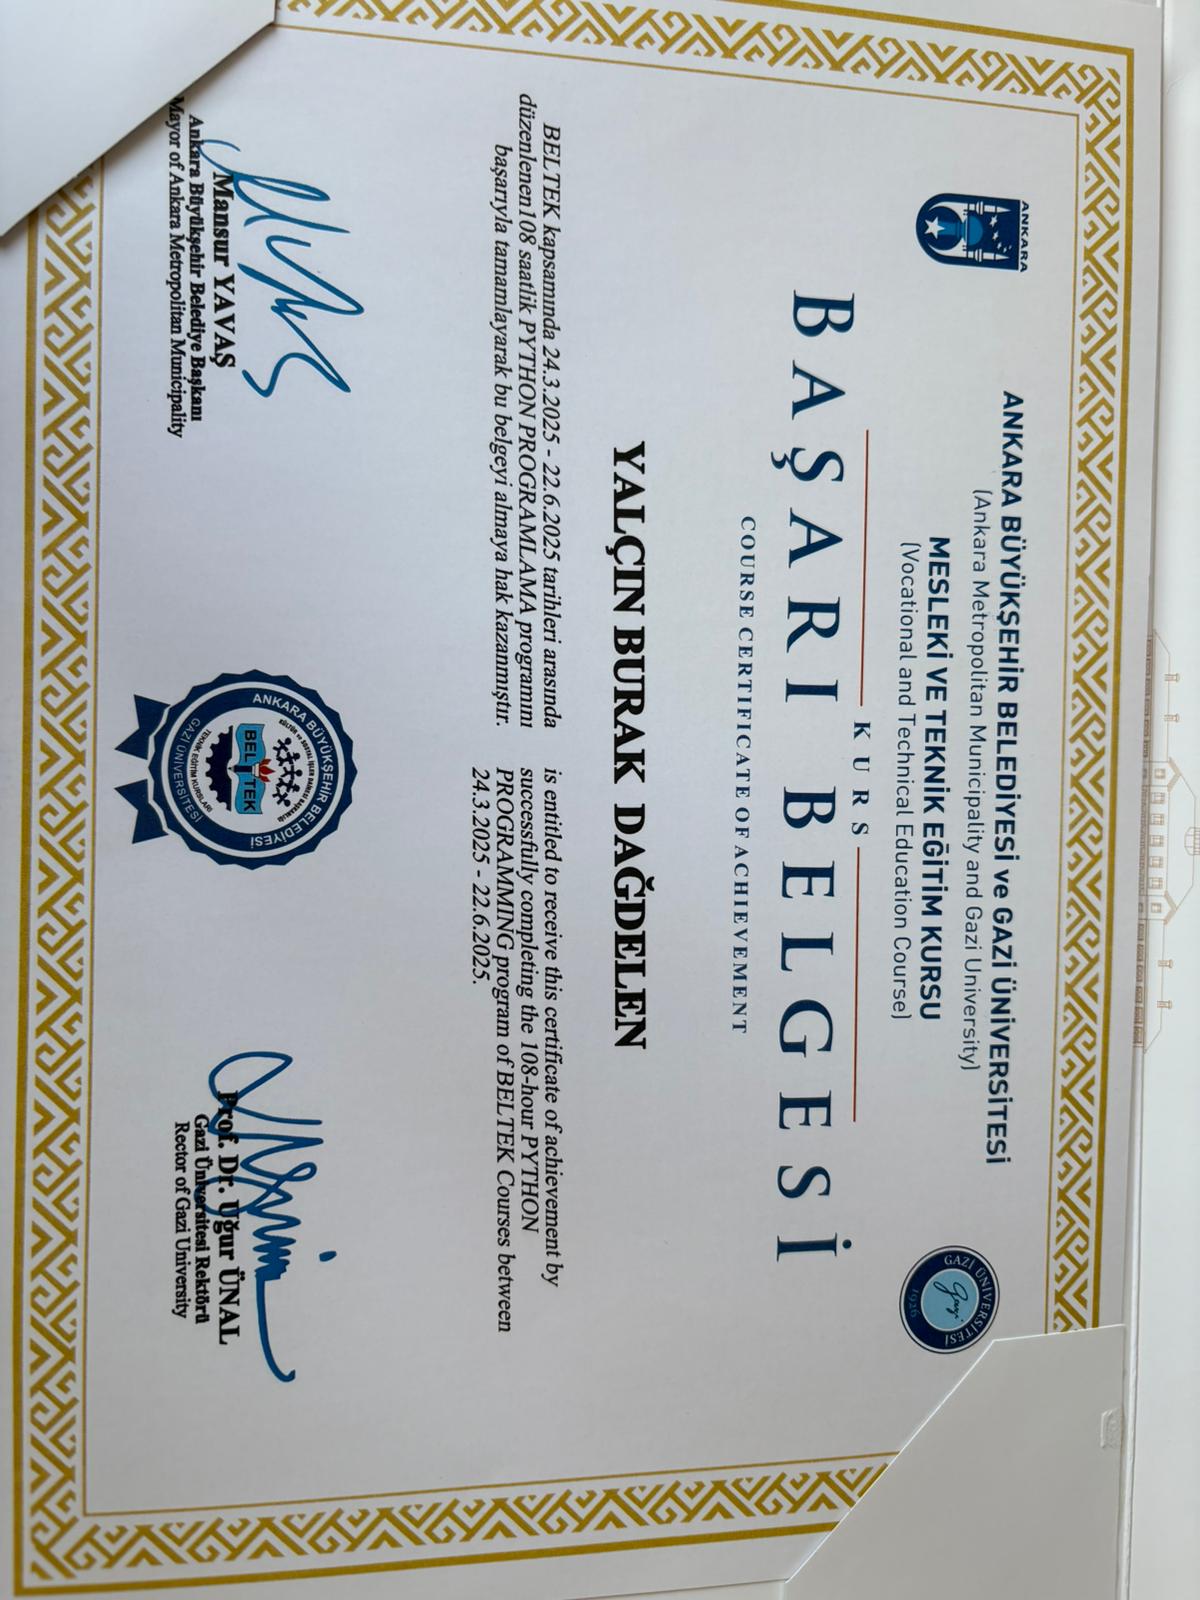 ANKARA
ANKARA BÜYÜKŞEHİR BELEDİYESİ ve GAZİ ÜNİVERSİTESİ
(Ankara Metropolitan Municipality and Gazi University)
MESLEKİ VE TEKNİK EĞİTİM KURSU
(Vocational and Technical Education Course)
GAZİ ÜNİVERSİTESİ
Gazi
1926
KURS
BAŞARI BELGESİ
COURSE CERTIFICATE OF ACHIEVEMENT
YALÇIN BURAK DAĞDELEN
BELTEK kapsamında 24.3.2025 - 22.6.2025 tarihleri arasında
düzenlenen108 saatlik PYTHON PROGRAMLAMA programını
başarıyla tamamlayarak bu belgeyi almaya hak kazanmıştır.
is entitled to receive this certificate of achievement by
successfully completing the 108-hour PYTHON
PROGRAMMING program of BELTEK Courses between
24.3.2025 - 22.6.2025.
Mansur YAVAŞ
Ankara Büyükşehir Belediye Başkanı
Mayor of Ankara Metropolitan Municipality
ANKARA BÜYÜKŞEHİR BELEDİYESİ
KÜLTÜR ve SOSYAL İŞLER DAİRESİ BAŞKANLIĞI
BEL TEK
TEKNİK EĞİTİM KURSLARI
GAZİ ÜNİVERSİTESİ
Prof. Dr. Uğur ÜNAL
Gazi Üniversitesi Rektörü
Rector of Gazi University